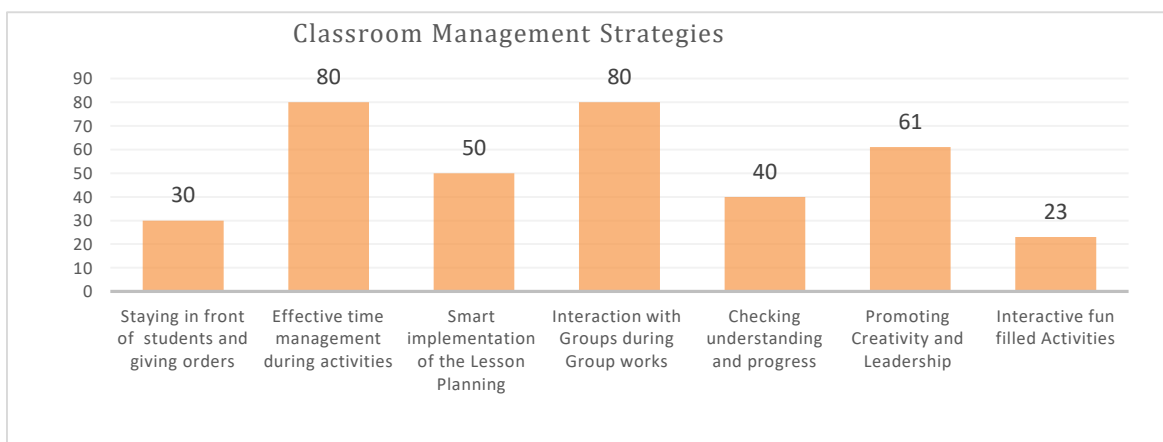 Classroom Management Strategies
90
80
70
60
50
40
30
20
10
0
30
80
50
80
40
61
23
Staying in front
of students and
giving orders
Effective time
management
during activities
Smart
implementation
of the Lesson
Planning
Interaction with
Groups during
Group works
Checking
understanding
and progress
Promoting
Creativity and
Leadership
Interactive fun
filled Activities